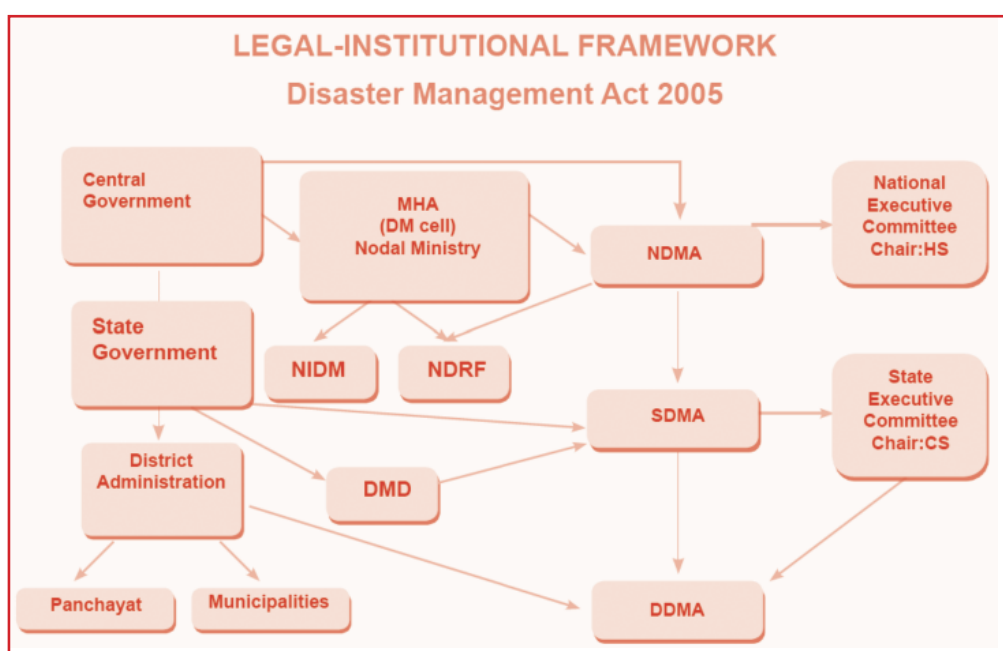 LEGAL-INSTITUTIONAL FRAMEWORK
Disaster Management Act 2005
Central
Government
MHA
(DM cell)
Nodal Ministry
NDMA
National
Executive
Committee
Chair:HS
State
Government
NIDM
NDRF
SDMA
State
Executive
Committee
Chair:CS
District
Administration
DMD
Panchayat
Municipalities
DDMA